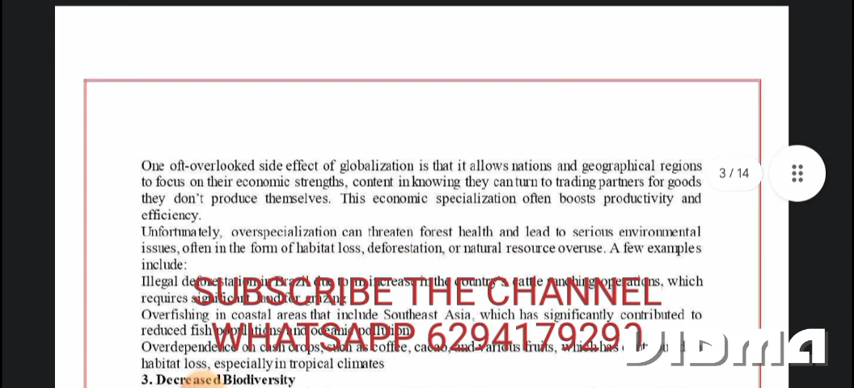 One oft-overlooked side effect of globalization is that it allows nations and geographical regions
to focus on their economic strengths, content in knowing they can turn to trading partners for goods
they don't produce themselves. This economic specialization often boosts productivity and
efficiency.
3 / 14
Unfortunately, overspecialization can threaten forest health and lead to serious environmental
issues, often in the form of habitat loss, deforestation, or natural resource overuse. A few examples
include:
Illegal deforestation in Brazil due to an increase in the country's cattle ranching operations, which
requires significant land for grazing
SUBSCRIBE THE CHANNEL
Overfishing in coastal areas that include Southeast Asia, which has significantly contributed to
reduced fish populations and oceanic pollution
WHATSAPP 6294179292
Overdependence on cash crops, such as coffee, cacao, and various fruits, which has
habitat loss, especially in tropical climates
3. Decreased Biodiversity